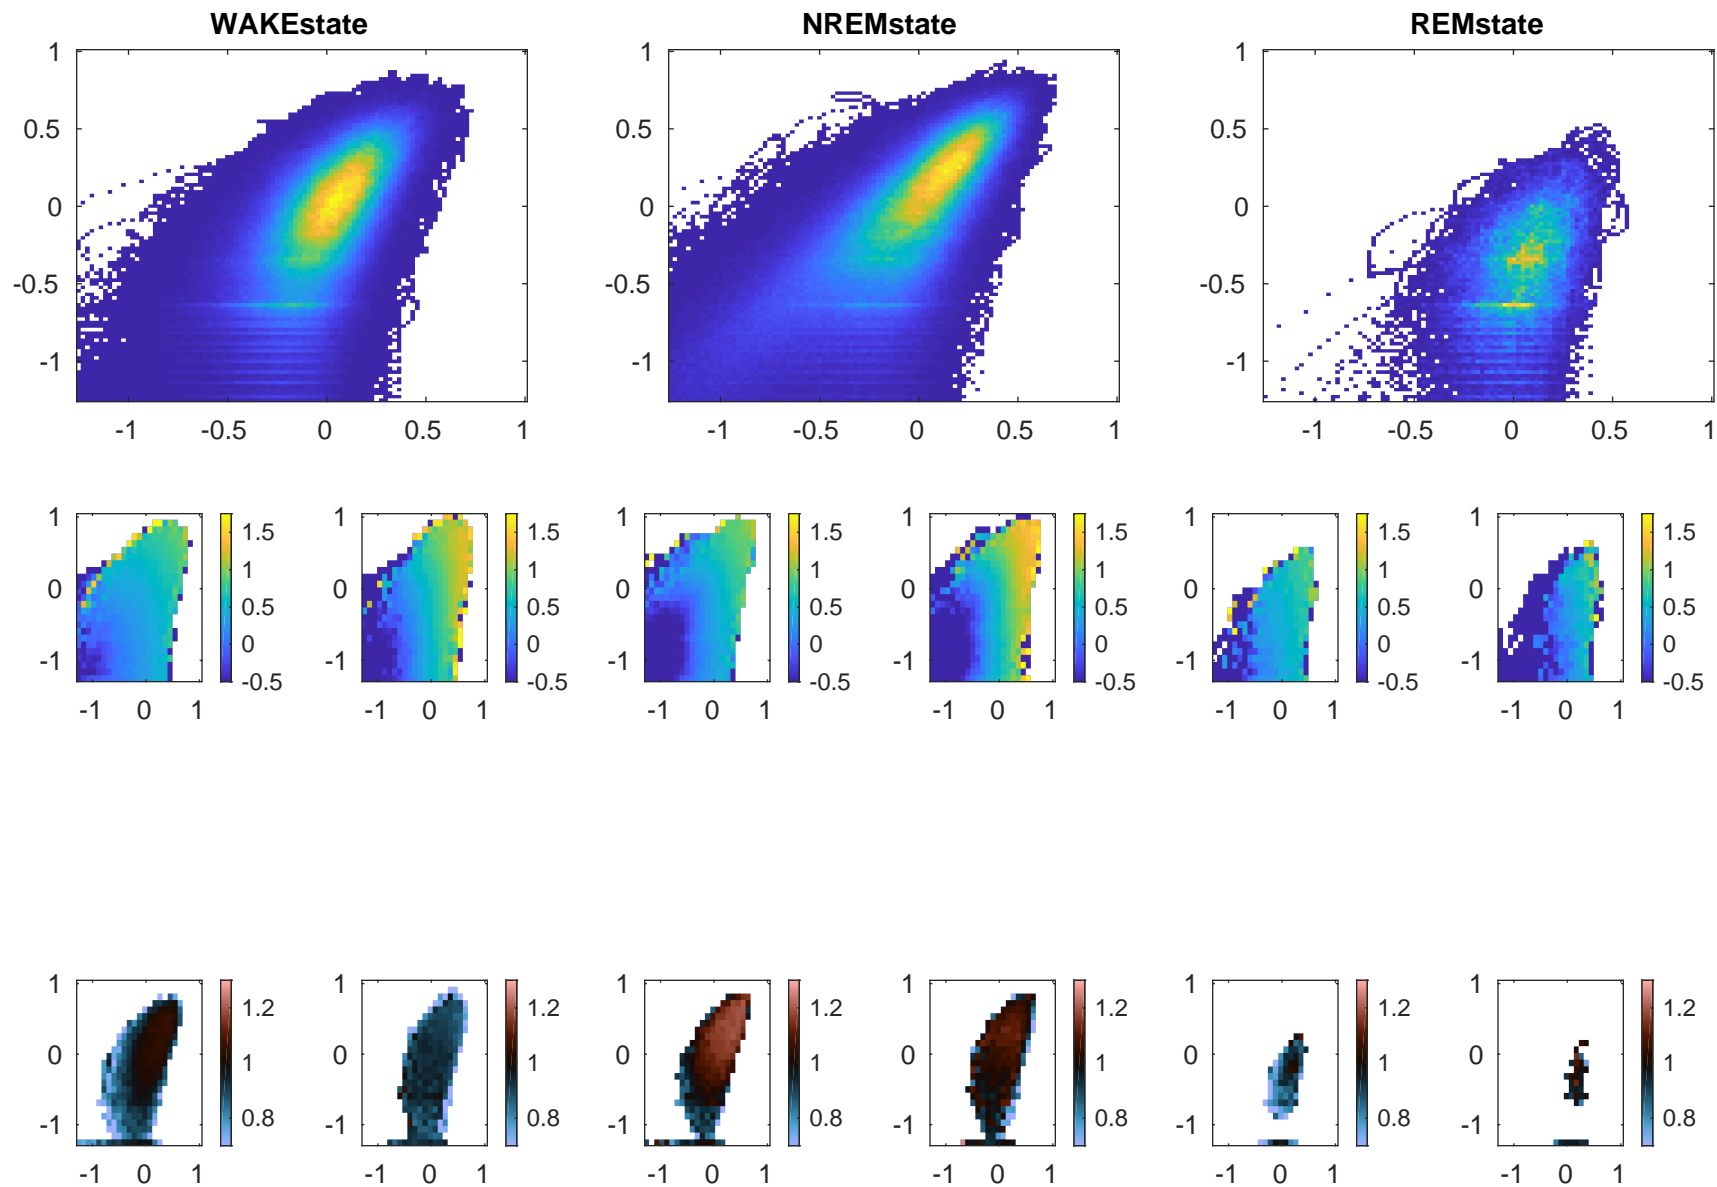 WAKEstate NREMstate REMstate
1 1 1
0.5 0.5 0.5
0 0 0
-0.5 -0.5 -0.5
-1 -1 -1
-1 -0.5 0 0.5 1 -1 -0.5 0 0.5 1 -1 -0.5 0 0.5 1
1 1.5 1 1.5 1 1.5 1 1.5 1 1.5 1 1.5
1 1 1 1 1 1
0 0.5 0 0.5 0 0.5 0 0.5 0 0.5 0 0.5
0 0 0 0 0 0
-1 -0.5 -1 -0.5 -1 -0.5 -1 -0.5 -1 -0.5 -1 -0.5
-1 0 1 -1 0 1 -1 0 1 -1 0 1 -1 0 1 -1 0 1
1 1.2 1 1.2 1 1.2 1 1.2 1 1.2 1 1.2
0 1 0 1 0 1 0 1 0 1 0 1
-1 0.8 -1 0.8 -1 0.8 -1 0.8 -1 0.8 -1 0.8
-1 0 1 -1 0 1 -1 0 1 -1 0 1 -1 0 1 -1 0 1